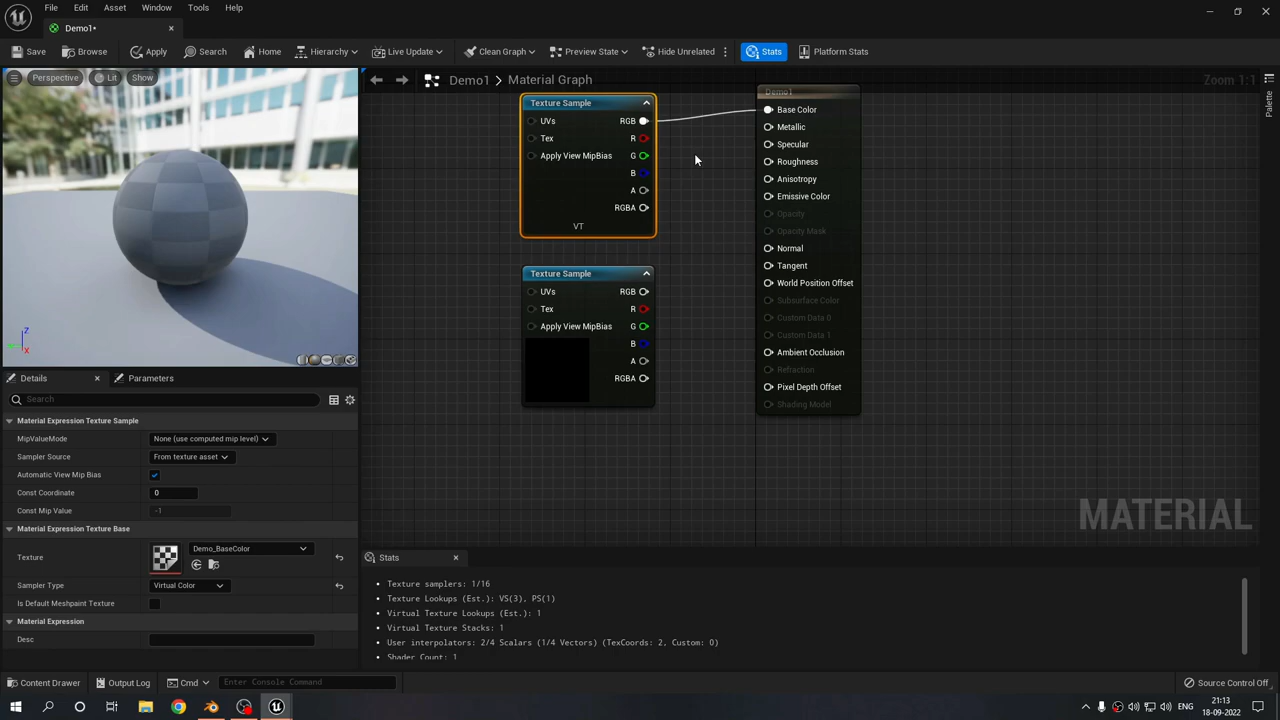 File Edit Asset Window Tools Help
Demo1•
Save Browse Apply Search Home Hierarchy Live Update Clean Graph Preview State Hide Unrelated Stats Platform Stats
Perspective Lit Show
Demo1 > Material Graph
Zoom 1:1
Palette
Texture Sample
UVs RGB
Tex R
Apply View MipBias G
B
A
RGBA
VT
Texture Sample
UVs RGB
Tex R
Apply View MipBias G
B
A
RGBA
Demo1
Base Color
Metallic
Specular
Roughness
Anisotropy
Emissive Color
Opacity
Opacity Mask
Normal
Tangent
World Position Offset
Subsurface Color
Custom Data 0
Custom Data 1
Ambient Occlusion
Refraction
Pixel Depth Offset
Shading Model
MATERIAL
Z
X
Details Parameters
Search
Material Expression Texture Sample
MipValueMode None (use computed mip level)
Sampler Source From texture asset
Automatic View Mip Bias
Const Coordinate 0
Const Mip Value -1
Material Expression Texture Base
Texture Demo_BaseColor
Sampler Type Virtual Color
Is Default Meshpaint Texture
Material Expression
Desc
Stats
Texture samplers: 1/16
Texture Lookups (Est.): VS(3), PS(1)
Virtual Texture Lookups (Est.): 1
Virtual Texture Stacks: 1
User interpolators: 2/4 Scalars (1/4 Vectors) (TexCoords: 2, Custom: 0)
Shader Count: 1
Content Drawer Output Log Cmd Enter Console Command Source Control Off
ENG 21:13
18-09-2022